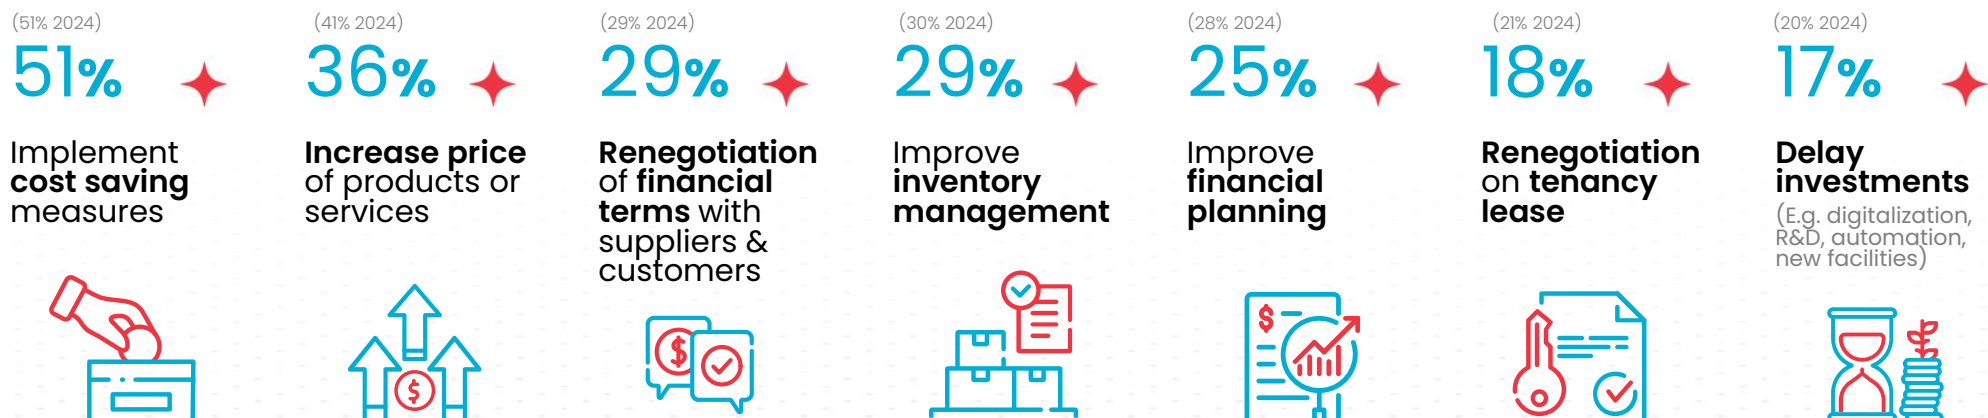 (51% 2024)
51%
Implement
cost saving
measures
(41% 2024)
36%
Increase price
of products or
services
(29% 2024)
29%
Renegotiation
of financial
terms with
suppliers &
customers
(30% 2024)
29%
Improve
inventory
management
(28% 2024)
25%
Improve
financial
planning
(21% 2024)
18%
Renegotiation
on tenancy
lease
(20% 2024)
17%
Delay
investments
(E.g. digitalization,
R&D, automation,
new facilities)
$
$
$